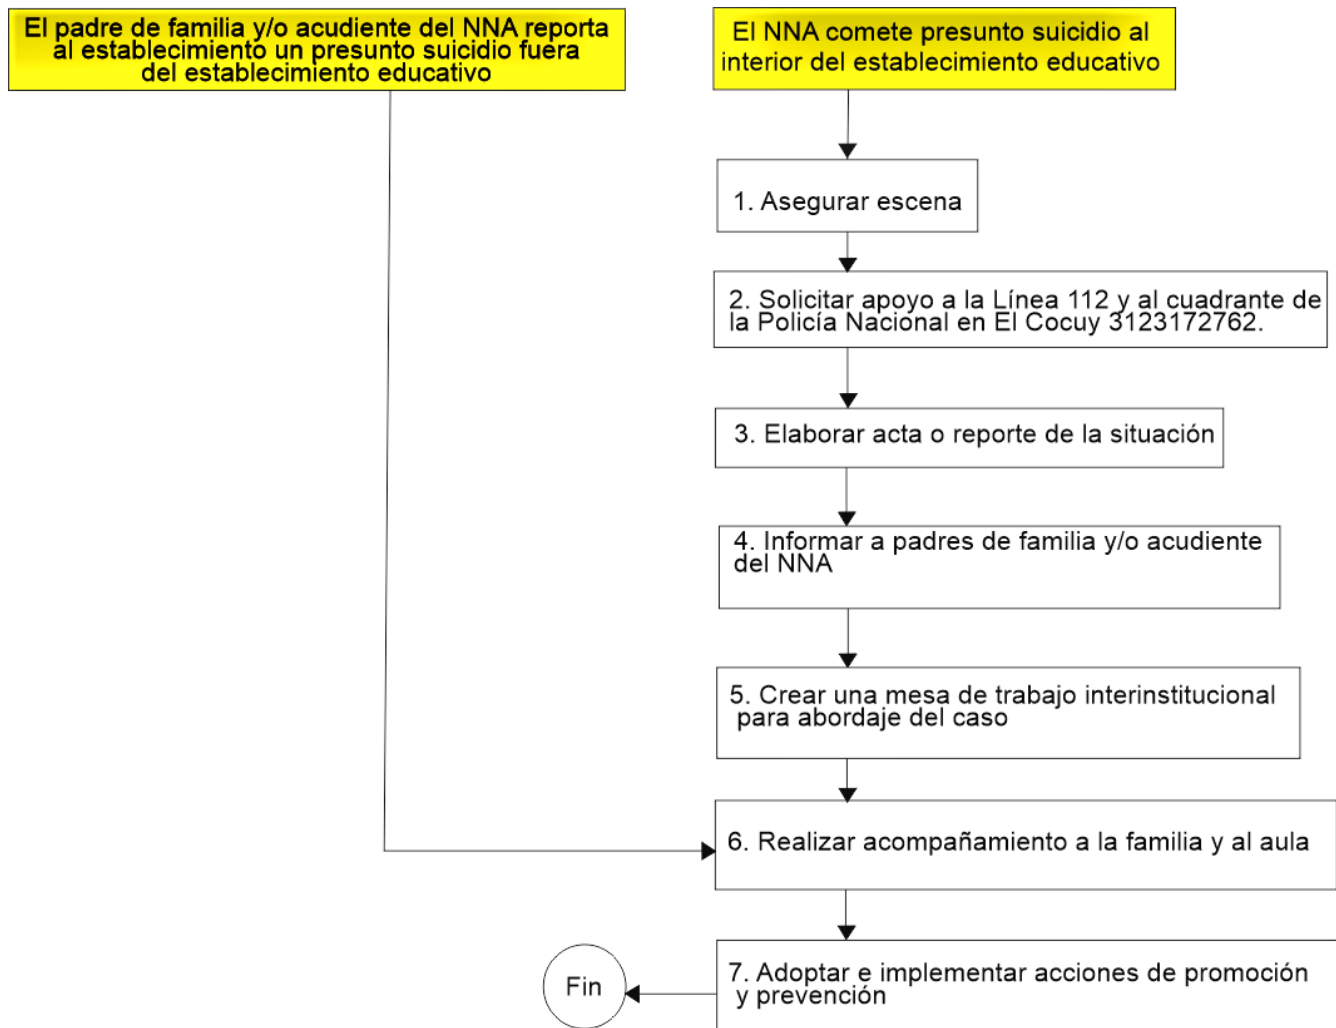 El padre de familia y/o acudiente del NNA reporta
al establecimiento un presunto suicidio fuera
del establecimiento educativo
El NNA comete presunto suicidio al
interior del establecimiento educativo
1. Asegurar escena
2. Solicitar apoyo a la Línea 112 y al cuadrante de
la Policía Nacional en El Cocuy 3123172762.
3. Elaborar acta o reporte de la situación
4. Informar a padres de familia y/o acudiente
del NNA
5. Crear una mesa de trabajo interinstitucional
para abordaje del caso
6. Realizar acompañamiento a la familia y al aula
7. Adoptar e implementar acciones de promoción
y prevención
Fin